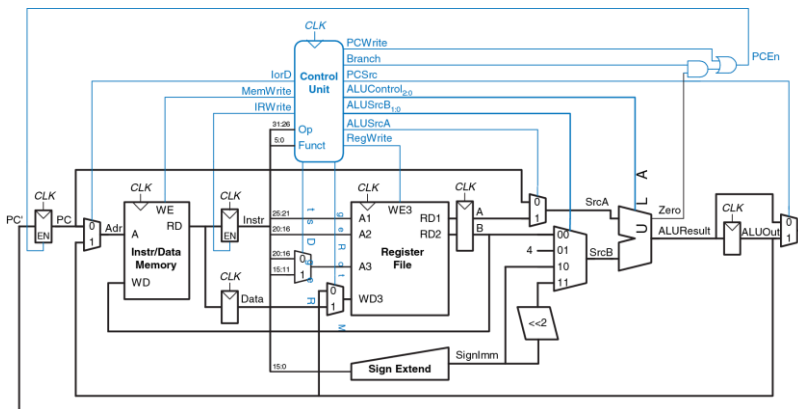 CLK
PCWrite
Branch
PCEn
IorD
Control
Unit
PCSrc
MemWrite
ALUControl2:0
IRWrite
ALUSrcB1:0
31:26
Op
ALUSrcA
5:0
Funct
RegWrite
CLK
CLK
CLK
CLK
CLK
PC'
PC
EN
0
1
Adr
WE
A
RD
Instr/Data
Memory
WD
EN
Instr
CLK
Data
25:21
20:16
20:16
15:11
0
1
RegDst
MemtoReg
0
1
A1
A2
A3
WD3
WE3
RD1
RD2
Register
File
A
B
0
1
SrcA
4
00
01
10
11
SrcB
<<2
ALU
Zero
ALUResult
CLK
ALUOut
0
1
15:0
Sign Extend
SignImm